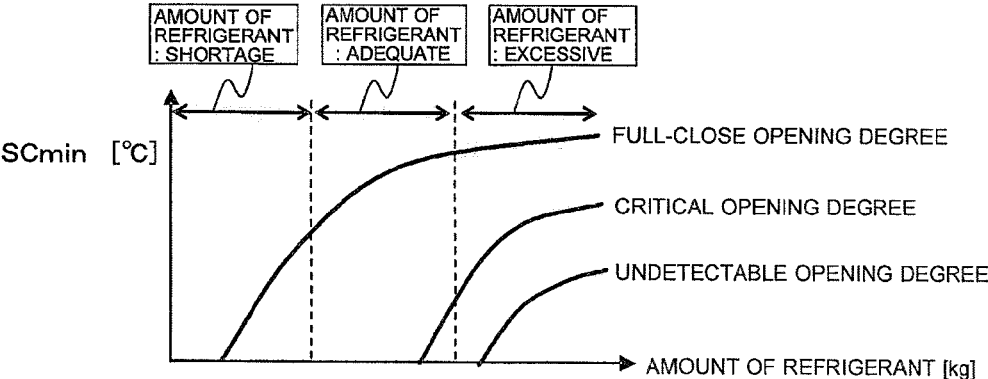 AMOUNT OF
REFRIGERANT
: SHORTAGE
AMOUNT OF
REFRIGERANT
: ADEQUATE
AMOUNT OF
REFRIGERANT
: EXCESSIVE
SCmin [°C]
FULL-CLOSE OPENING DEGREE
CRITICAL OPENING DEGREE
UNDETECTABLE OPENING DEGREE
AMOUNT OF REFRIGERANT [kg]